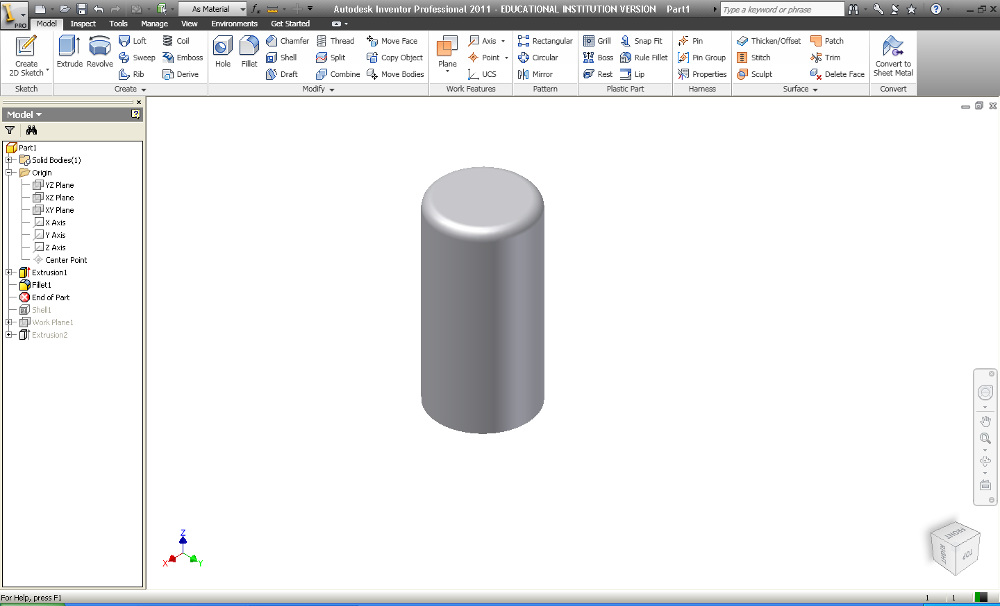 As Material
Autodesk Inventor Professional 2011 - EDUCATIONAL INSTITUTION VERSION Part1
Type a keyword or phrase
PRO
Model Inspect Tools Manage View Environments Get Started
Create
2D Sketch
Sketch
Extrude
Revolve
Loft
Sweep
Rib
Coil
Emboss
Derive
Create
Hole
Fillet
Chamfer
Shell
Draft
Thread
Split
Combine
Move Face
Copy Object
Move Bodies
Modify
Plane
Axis
Point
UCS
Work Features
Rectangular
Circular
Mirror
Pattern
Grill
Boss
Rest
Snap Fit
Rule Fillet
Lip
Plastic Part
Pin
Pin Group
Properties
Harness
Thicken/Offset
Stitch
Sculpt
Patch
Trim
Delete Face
Surface
Convert to
Sheet Metal
Convert
Model
Part1
Solid Bodies(1)
Origin
YZ Plane
XZ Plane
XY Plane
X Axis
Y Axis
Z Axis
Center Point
Extrusion1
Fillet1
End of Part
Shell1
Work Plane1
Extrusion2
Z
X
Y
FRONT
RIGHT
TOP
For Help, press F1
1 1